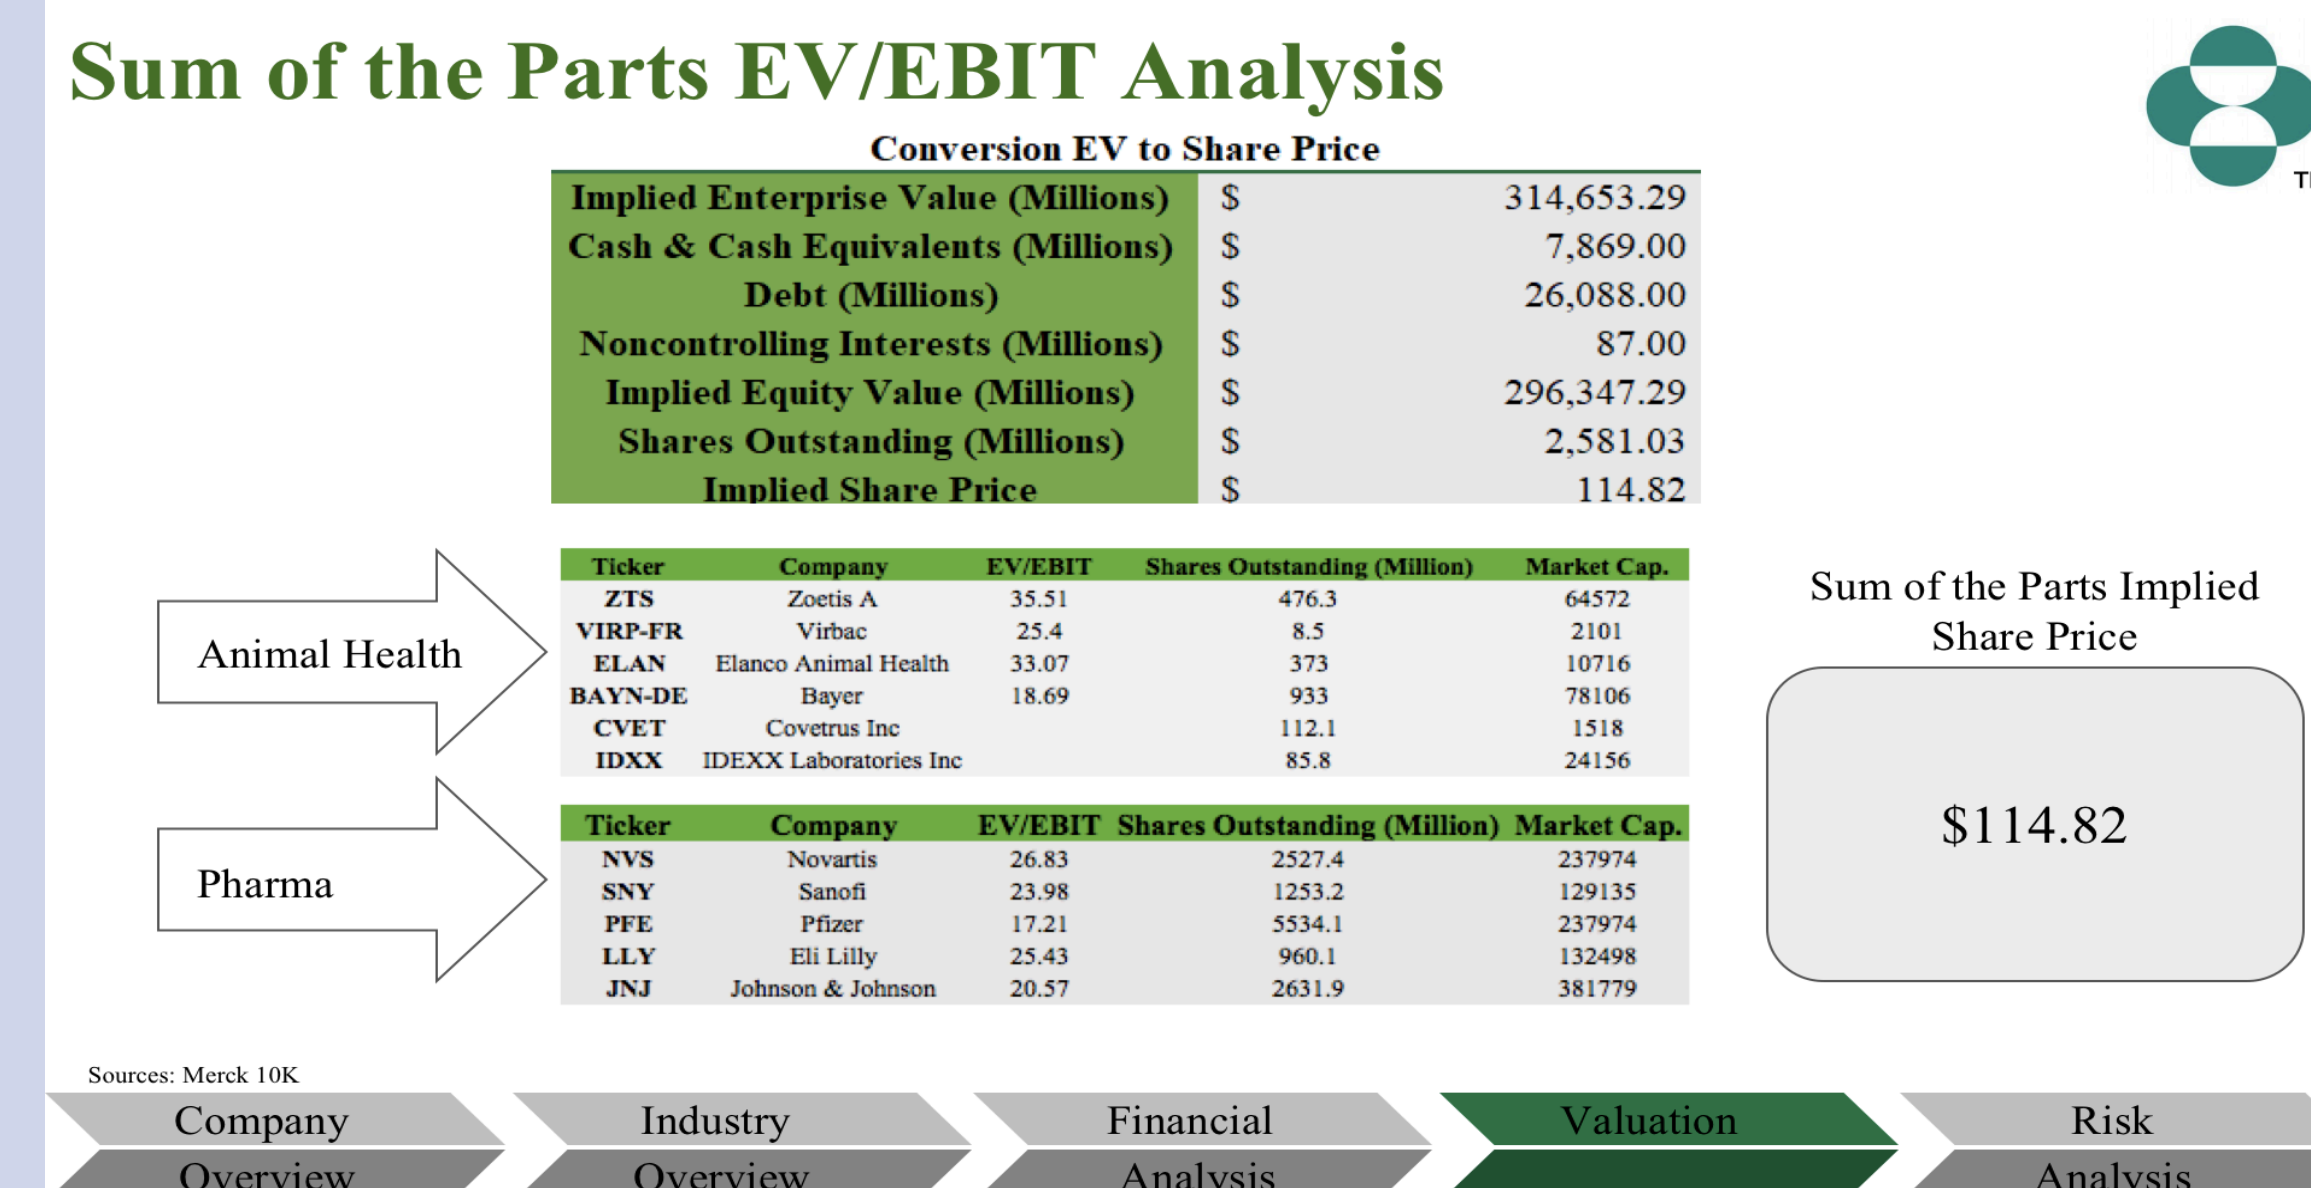 Sum of the Parts EV/EBIT Analysis
Conversion EV to Share Price
Implied Enterprise Value (Millions) $ 314,653.29
Cash & Cash Equivalents (Millions) $ 7,869.00
Debt (Millions) $ 26,088.00
Noncontrolling Interests (Millions) $ 87.00
Implied Equity Value (Millions) $ 296,347.29
Shares Outstanding (Millions) $ 2,581.03
Implied Share Price $ 114.82
Animal Health
Ticker Company EV/EBIT Shares Outstanding (Million) Market Cap.
ZTS Zoetis A 35.51 476.3 64572
VIRP-FR Virbac 25.4 8.5 2101
ELAN Elanco Animal Health 33.07 373 10716
BAYN-DE Bayer 18.69 933 78106
CVET Covetrus Inc 112.1 1518
IDXX IDEXX Laboratories Inc 85.8 24156
Pharma
Ticker Company EV/EBIT Shares Outstanding (Million) Market Cap.
NVS Novartis 26.83 2527.4 237974
SNY Sanofi 23.98 1253.2 129135
PFE Pfizer 17.21 5534.1 237974
LLY Eli Lilly 25.43 960.1 132498
JNJ Johnson & Johnson 20.57 2631.9 381779
Sum of the Parts Implied
Share Price
$114.82
Sources: Merck 10K
Company
Overview
Industry
Overview
Financial
Analysis
Valuation
Risk
Analysis